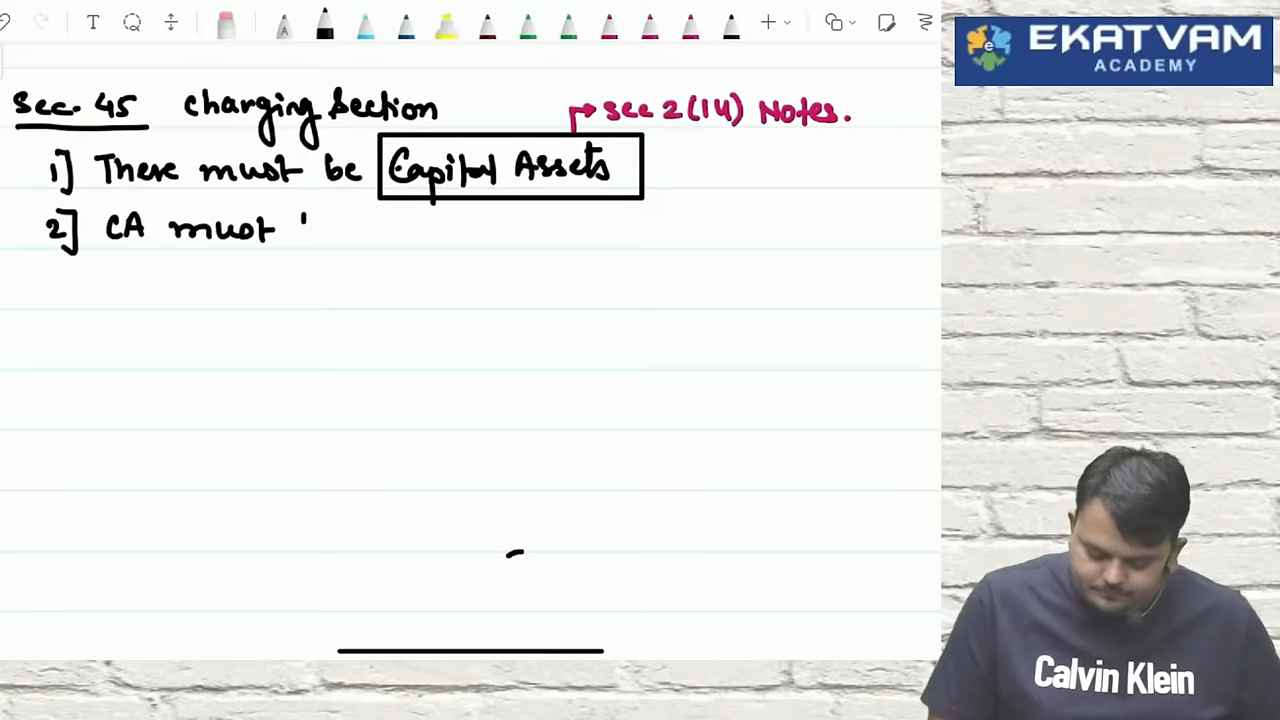 EKATVAM
ACADEMY
Sec. 45 Charging Section
→ Sec 2(14) Notes.
1] There must be Capital Assets
2] CA must
Calvin Klein